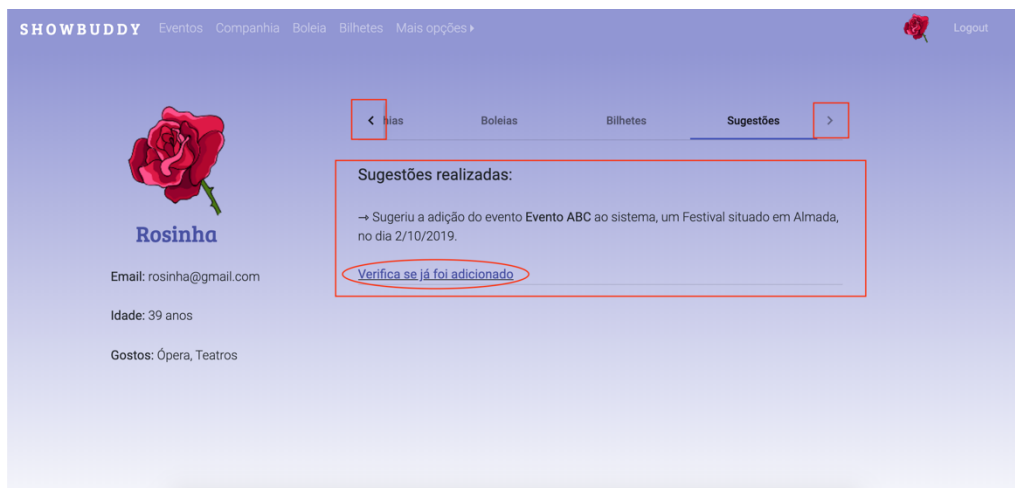 SHOWBUDDY Eventos Companhia Boleia Bilhetes Mais opções Logout
hias Boleias Bilhetes Sugestões
Sugestões realizadas:
→ Sugeriu a adição do evento Evento ABC ao sistema, um Festival situado em Almada,
no dia 2/10/2019.
Verifica se já foi adicionado
Rosinha
Email: rosinha@gmail.com
Idade: 39 anos
Gostos: Ópera, Teatros